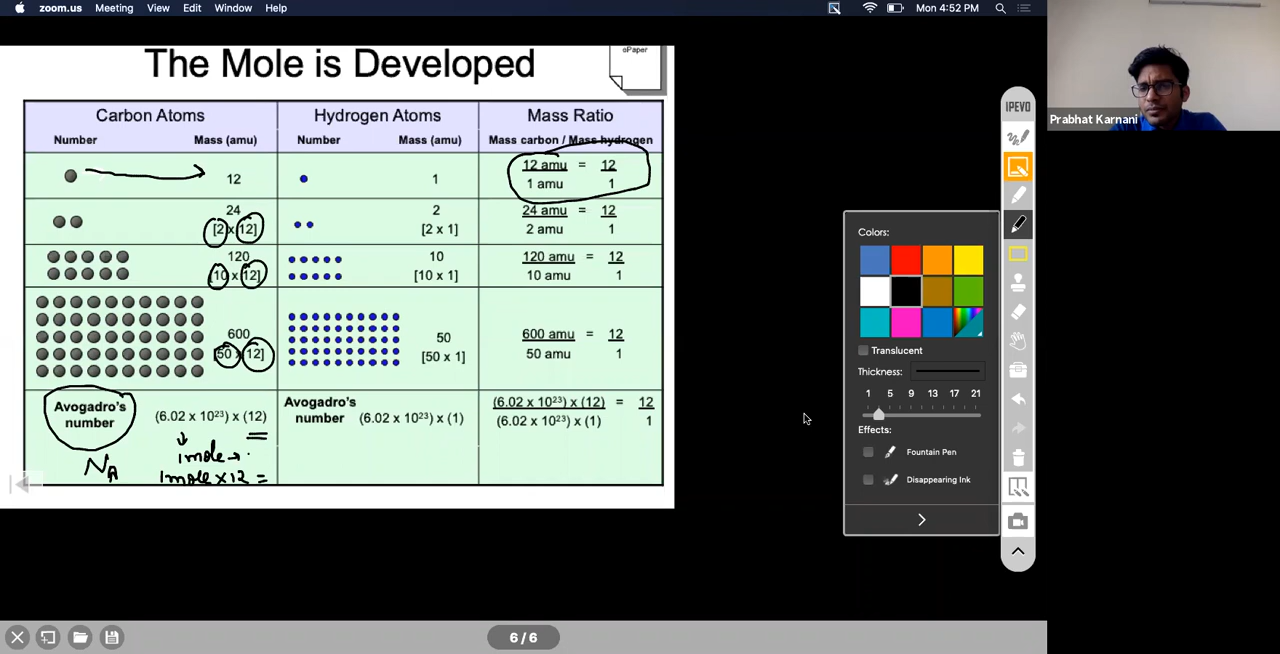 zoom.us Meeting View Edit Window Help
Mon 4:52 PM
The Mole is Developed
oPaper
Carbon Atoms Hydrogen Atoms Mass Ratio
Number Mass (amu) Number Mass (amu) Mass carbon / Mass hydrogen
12 1 12 amu = 12
1 amu 1
24 2 24 amu = 12
[2 x 12] [2 x 1] 2 amu 1
120 10 120 amu = 12
[10 x 12] [10 x 1] 10 amu 1
600 50 600 amu = 12
[50 x 12] [50 x 1] 50 amu 1
Avogadro's (6.02 x 10²³) x (12) Avogadro's (6.02 x 10²³) x (12) = 12
number number (6.02 x 10²³) x (1) (6.02 x 10²³) x (1) 1
1mole →
NA 1mole x 12 =
Colors:
Translucent
Thickness:
1 5 9 13 17 21
Effects:
Fountain Pen
Disappearing Ink
IPEVO
Prabhat Karnani
6 / 6